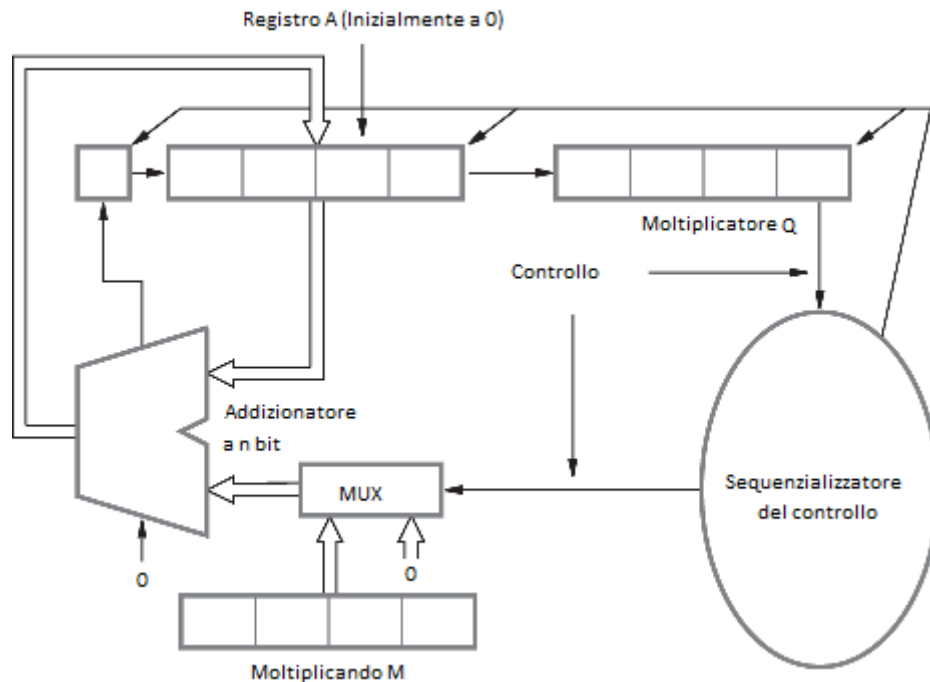 Registro A (Inizialmente a 0)
Moltiplicatore Q
Controllo
Addizionatore
a n bit
MUX
Sequenzializzatore
del controllo
0
0
Moltiplicando M